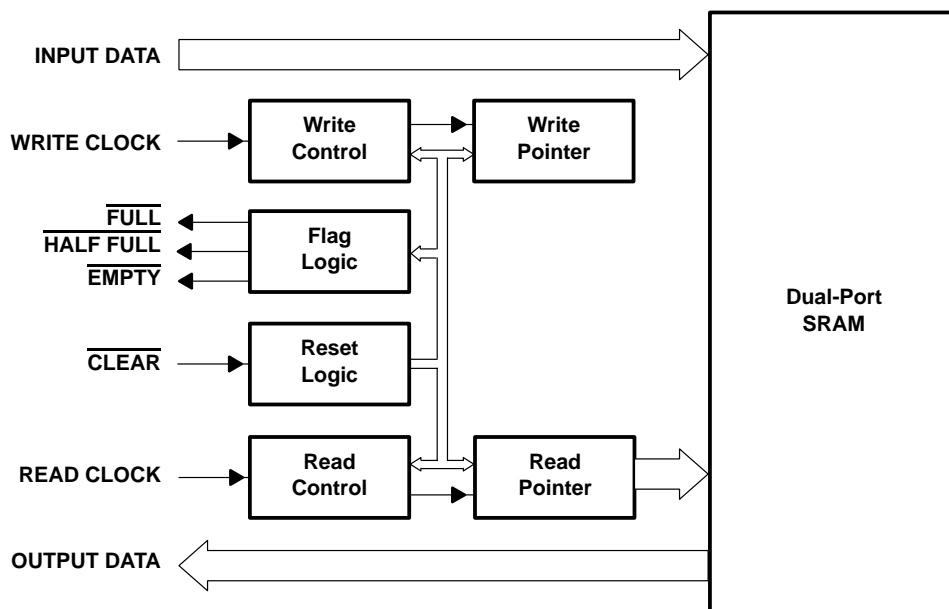 INPUT DATA
WRITE CLOCK
Write
Control
Write
Pointer
FULL
HALF FULL
EMPTY
Flag
Logic
Dual-Port
SRAM
CLEAR
Reset
Logic
READ CLOCK
Read
Control
Read
Pointer
OUTPUT DATA